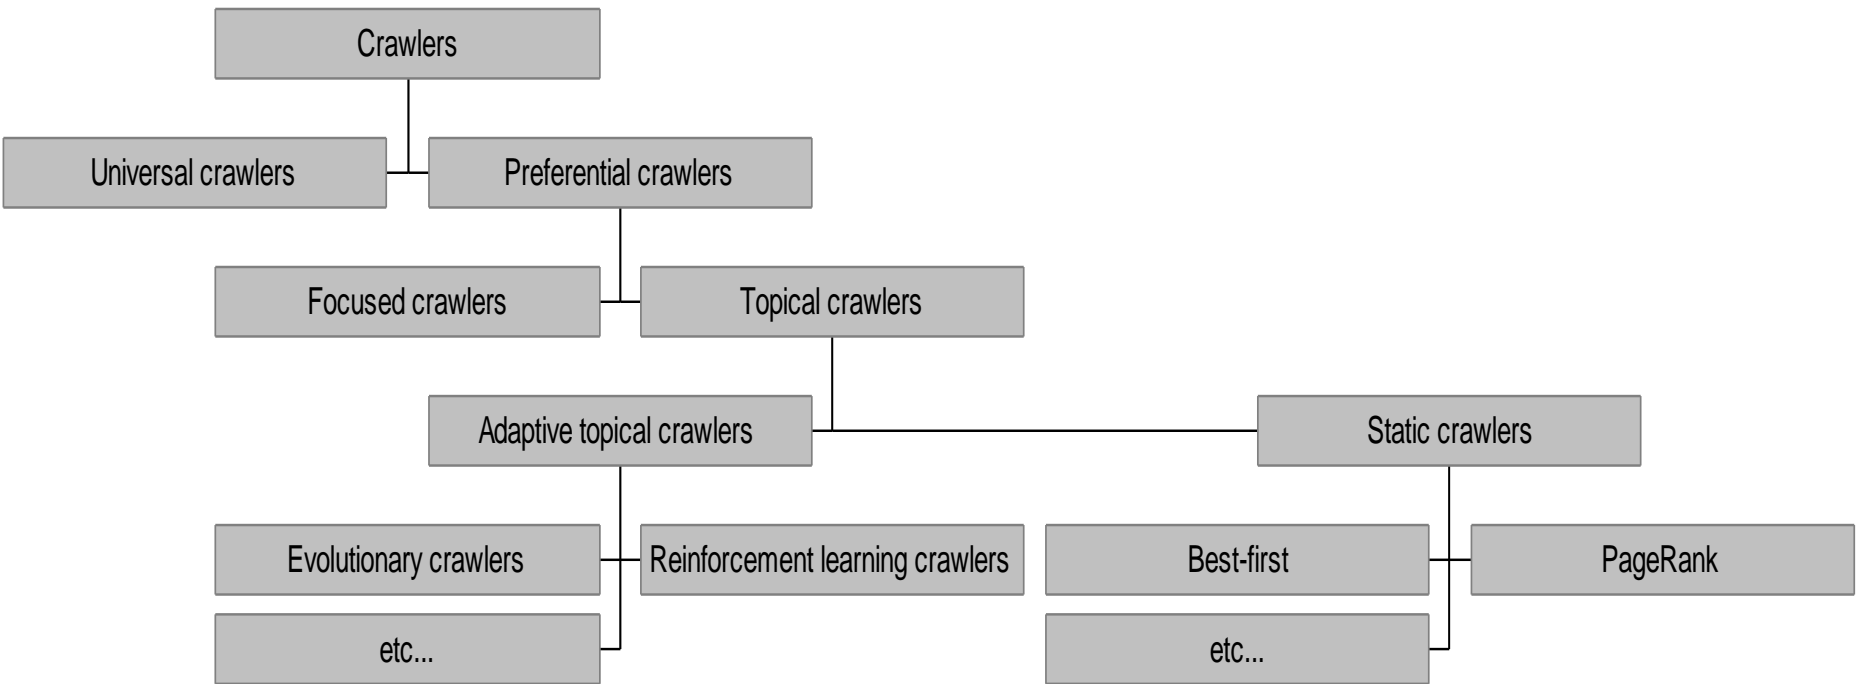 Crawlers
Universal crawlers
Preferential crawlers
Focused crawlers
Topical crawlers
Adaptive topical crawlers
Static crawlers
Evolutionary crawlers
Reinforcement learning crawlers
Best-first
PageRank
etc...
etc...